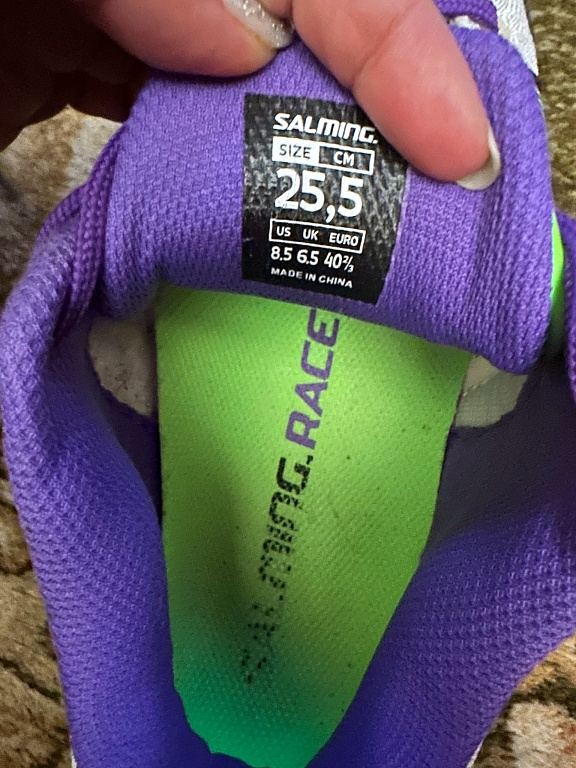 SALMING.
SIZE CM
25,5
US UK EURO
8.5 6.5 40⅔
MADE IN CHINA
SALMING.RACE